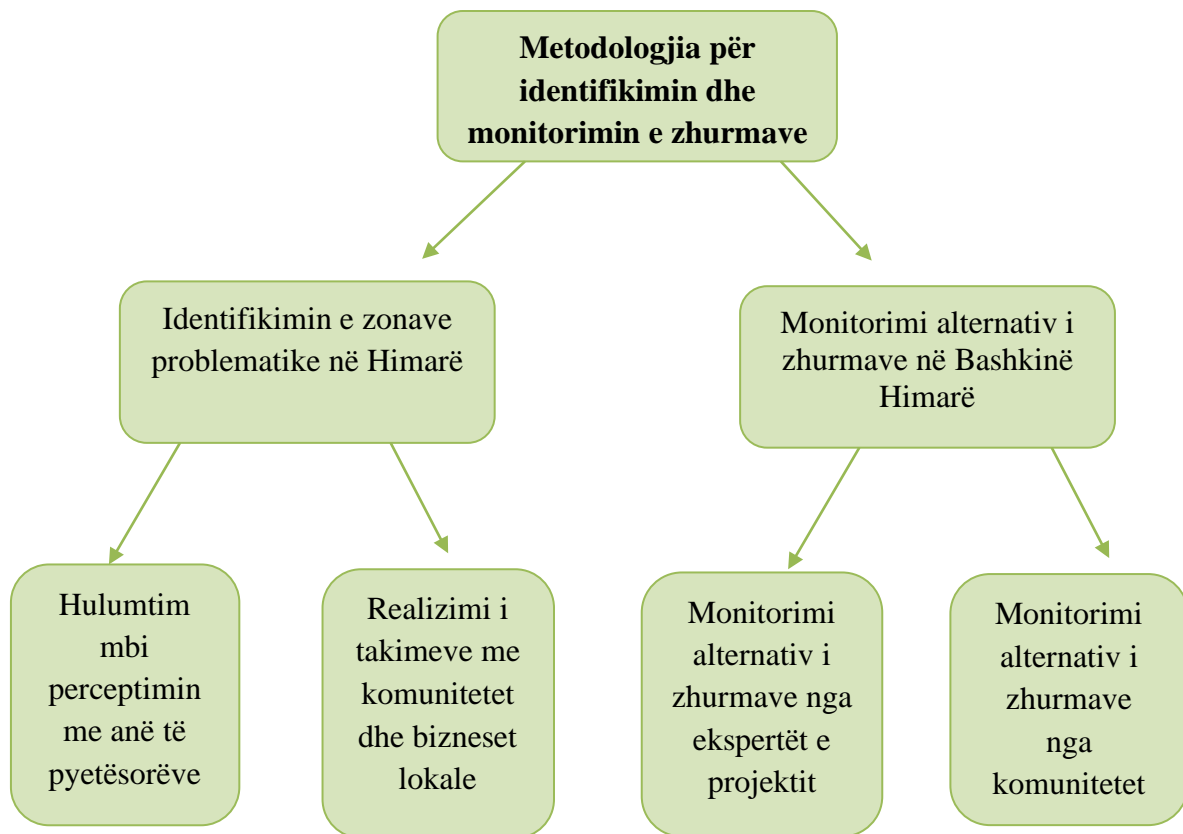 Metodologjia për
identifikimin dhe
monitorimin e zhurmave
Identifikimin e zonave
problematike në Himarë
Monitorimi alternativ i
zhurmave në Bashkinë
Himarë
Hulumtim
mbi
perceptimin
me anë të
pyetësorëve
Realizimi i
takimeve me
komunitetet
dhe bizneset
lokale
Monitorimi
alternativ i
zhurmave nga
ekspertët e
projektit
Monitorimi
alternativ i
zhurmave
nga
komunitetet